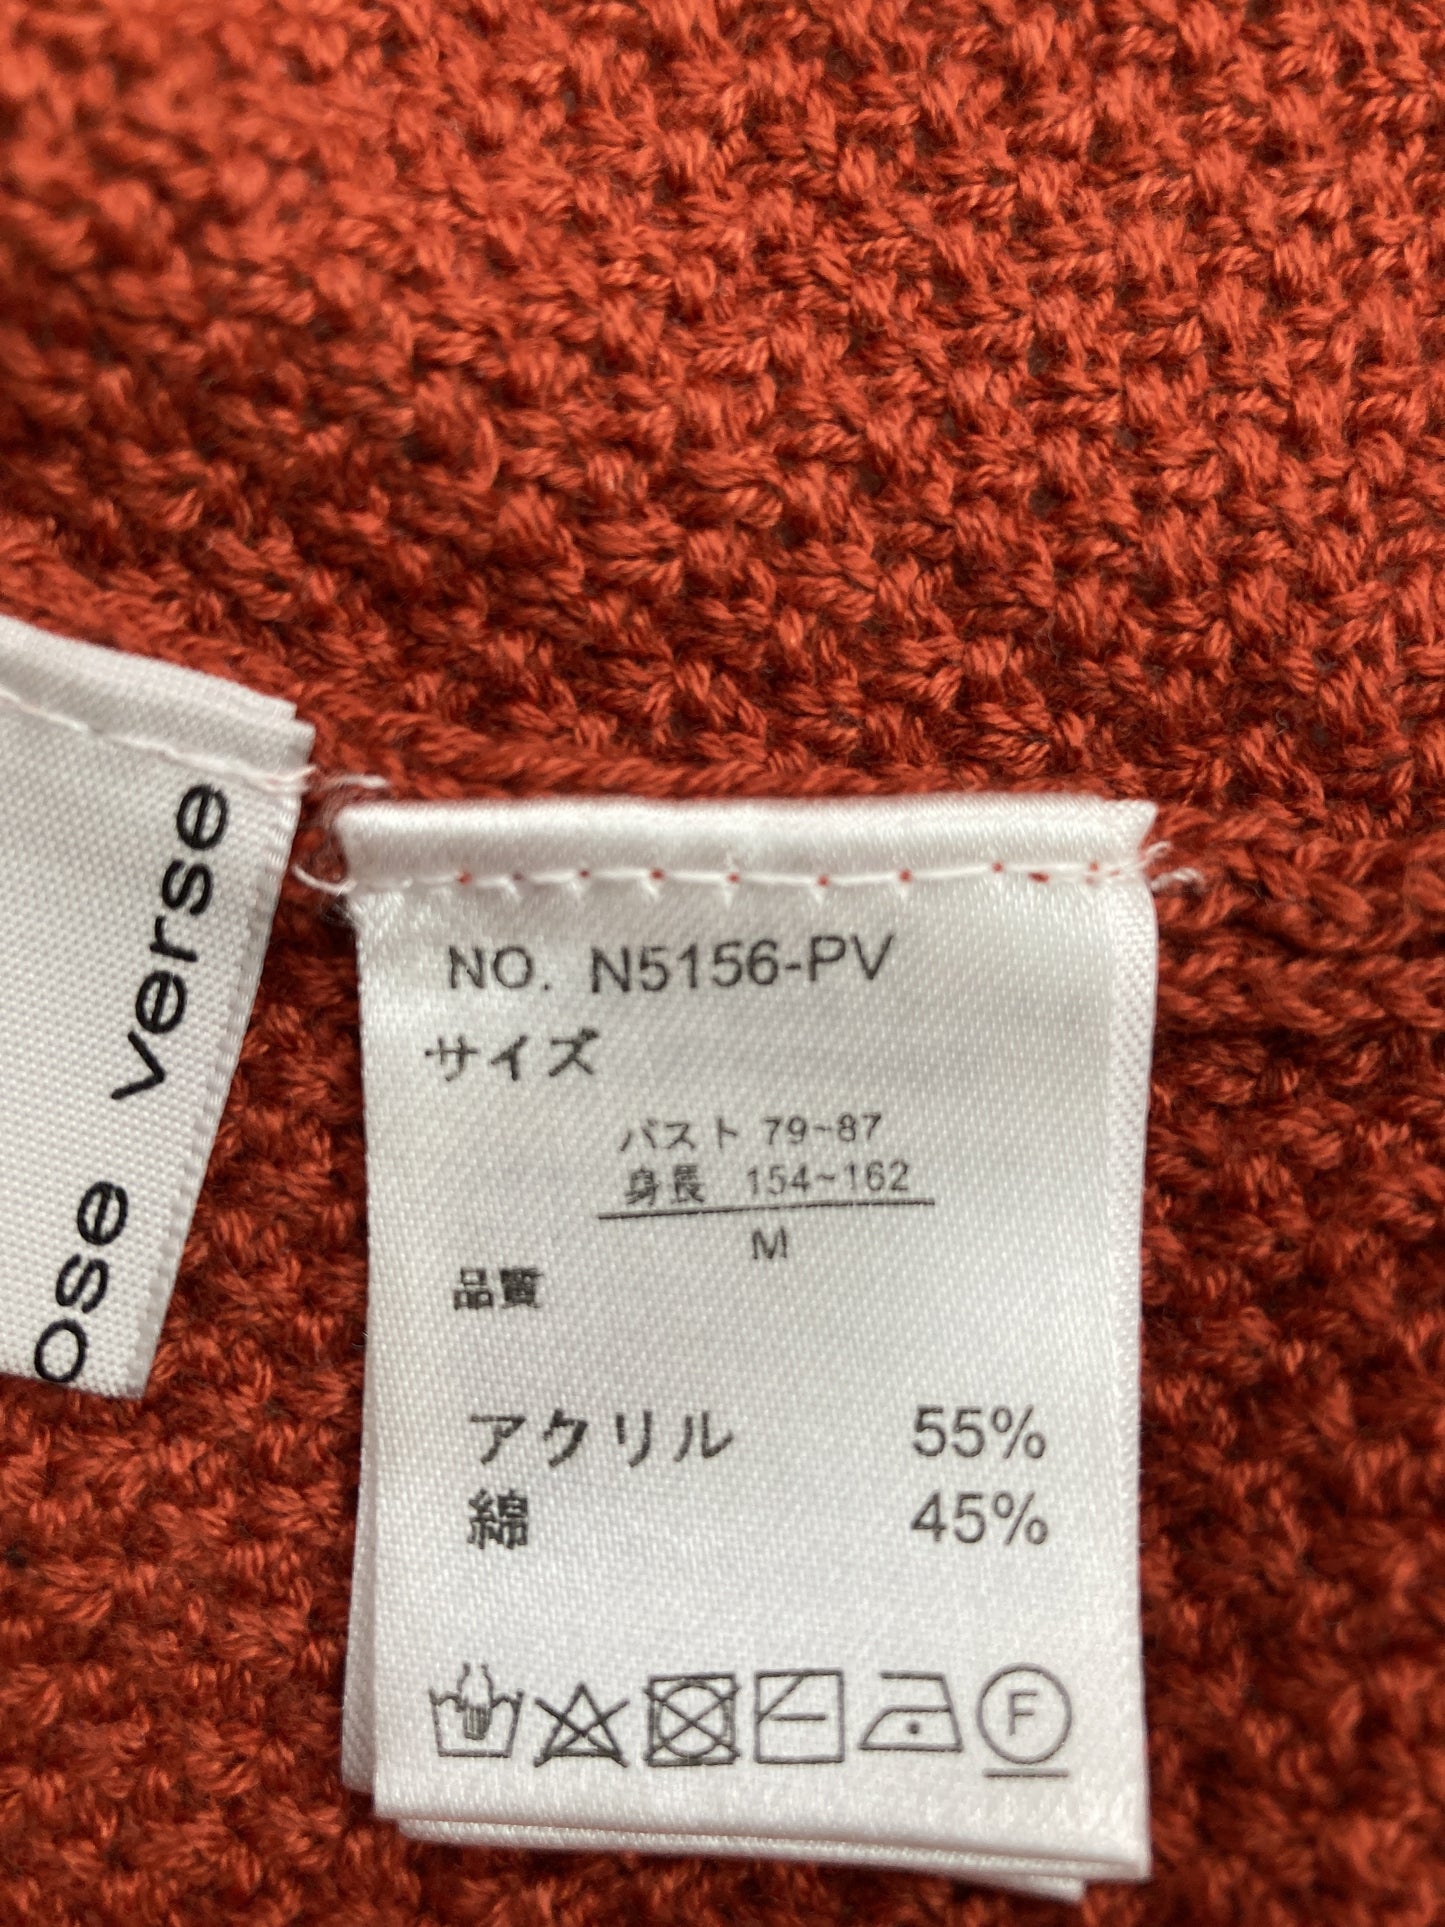 ose verse
NO. N5156-PV
サイズ
バスト 79~87
身長 154~162
M
品質
アクリル 55%
綿 45%
F